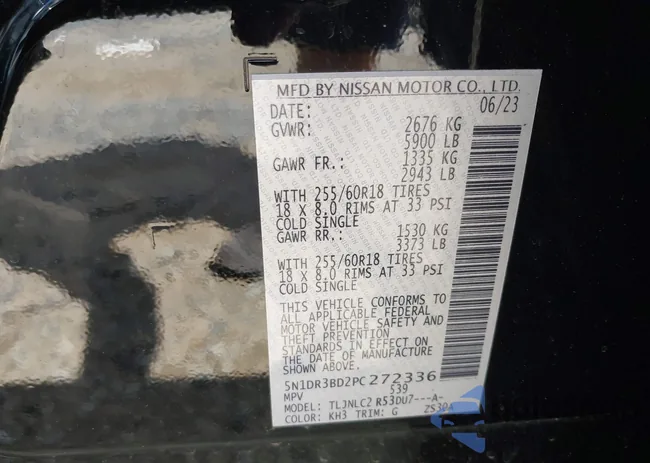 MFD BY NISSAN MOTOR CO., LTD.
DATE: 06/23
GVWR: 2676 KG
5900 LB
GAWR FR.: 1335 KG
2943 LB
WITH 255/60R18 TIRES
18 X 8.0 RIMS AT 33 PSI
COLD SINGLE
GAWR RR.: 1530 KG
3373 LB
WITH 255/60R18 TIRES
18 X 8.0 RIMS AT 33 PSI
COLD SINGLE
THIS VEHICLE CONFORMS TO
ALL APPLICABLE FEDERAL
MOTOR VEHICLE SAFETY AND
THEFT PREVENTION
STANDARDS IN EFFECT ON
THE DATE OF MANUFACTURE
SHOWN ABOVE.
5N1DR3BD2PC272336
MPV 539
MODEL: TLJNLC2 R53DU7---A-
COLOR: KH3 TRIM: G